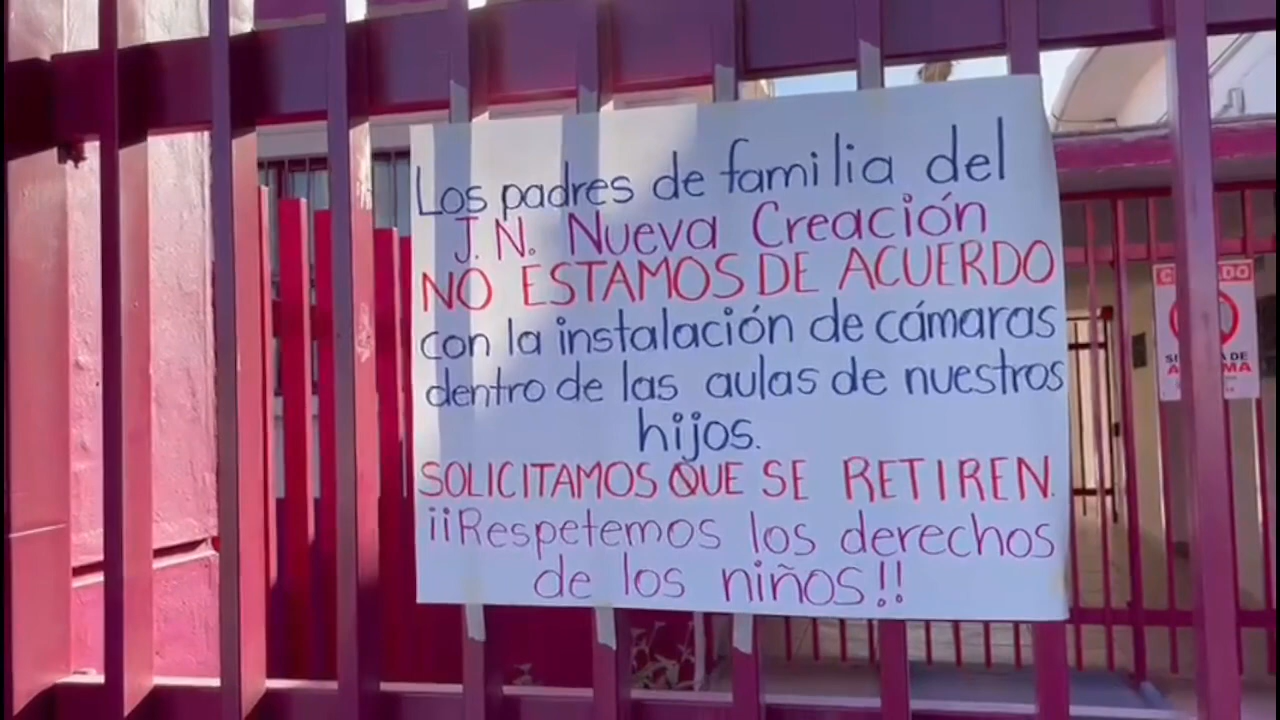 Los padres de familia del
J.N. Nueva Creación
NO ESTAMOS DE ACUERDO
con la instalación de cámaras
dentro de las aulas de nuestros
hijos.
SOLICITAMOS QUE SE RETIREN.
¡¡Respetemos los derechos
de los niños!!
DE